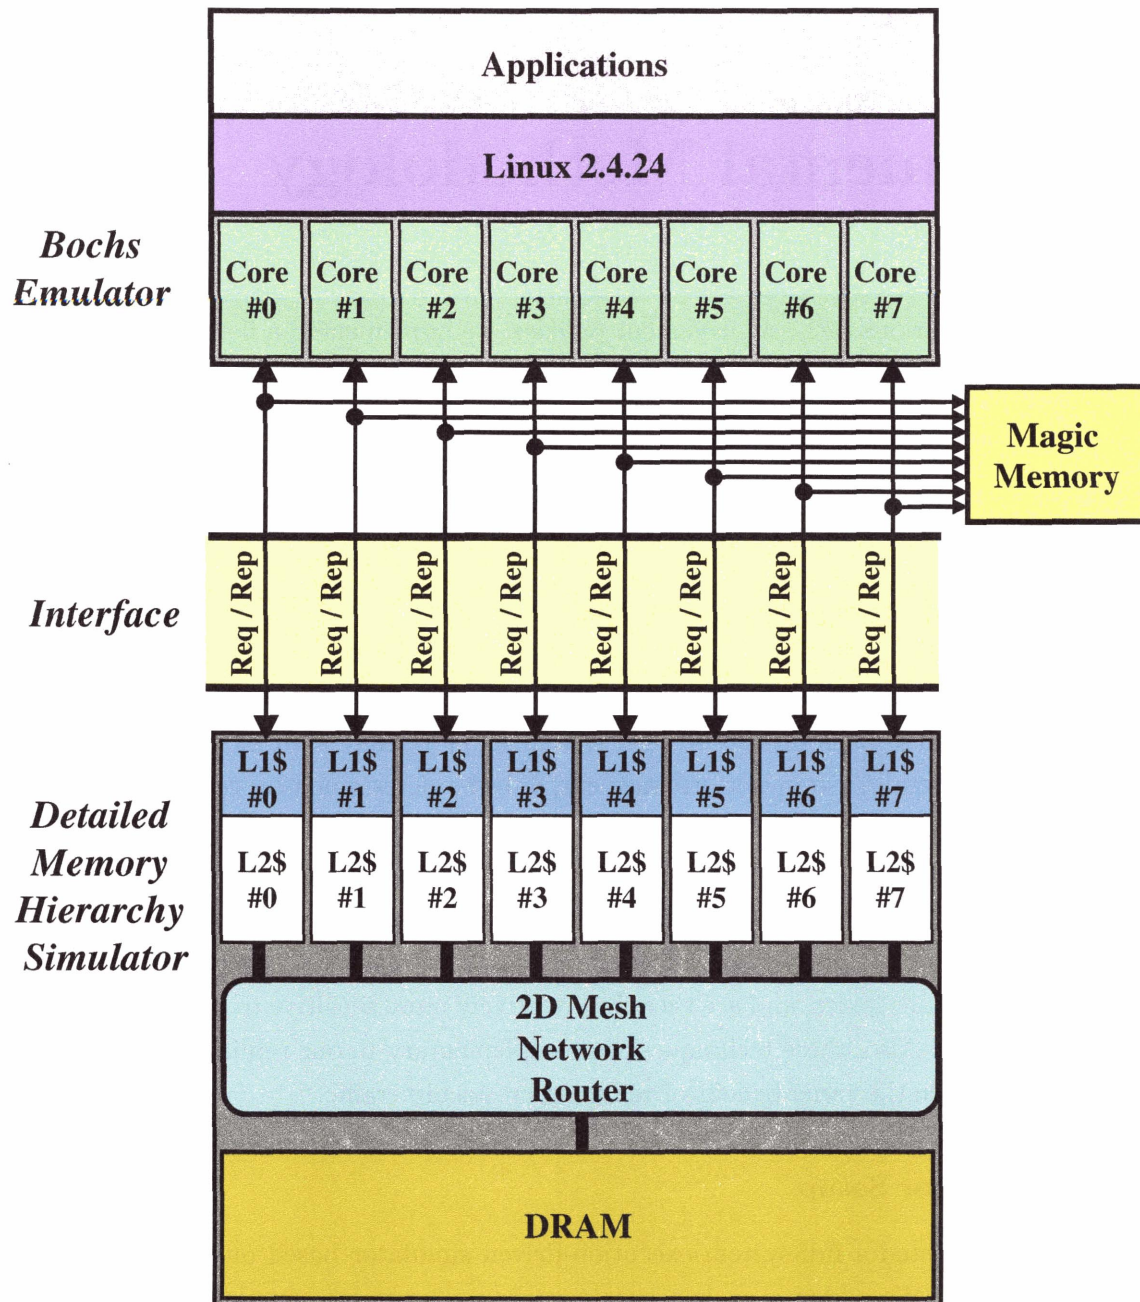 Applications
Linux 2.4.24
Bochs
Emulator
Core Core Core Core Core Core Core Core
#0 #1 #2 #3 #4 #5 #6 #7
Magic
Memory
Interface
Req / Rep
Req / Rep
Req / Rep
Req / Rep
Req / Rep
Req / Rep
Req / Rep
Req / Rep
Detailed
Memory
Hierarchy
Simulator
L1$ L1$ L1$ L1$ L1$ L1$ L1$ L1$
#0 #1 #2 #3 #4 #5 #6 #7
L2$ L2$ L2$ L2$ L2$ L2$ L2$ L2$
#0 #1 #2 #3 #4 #5 #6 #7
2D Mesh
Network
Router
DRAM